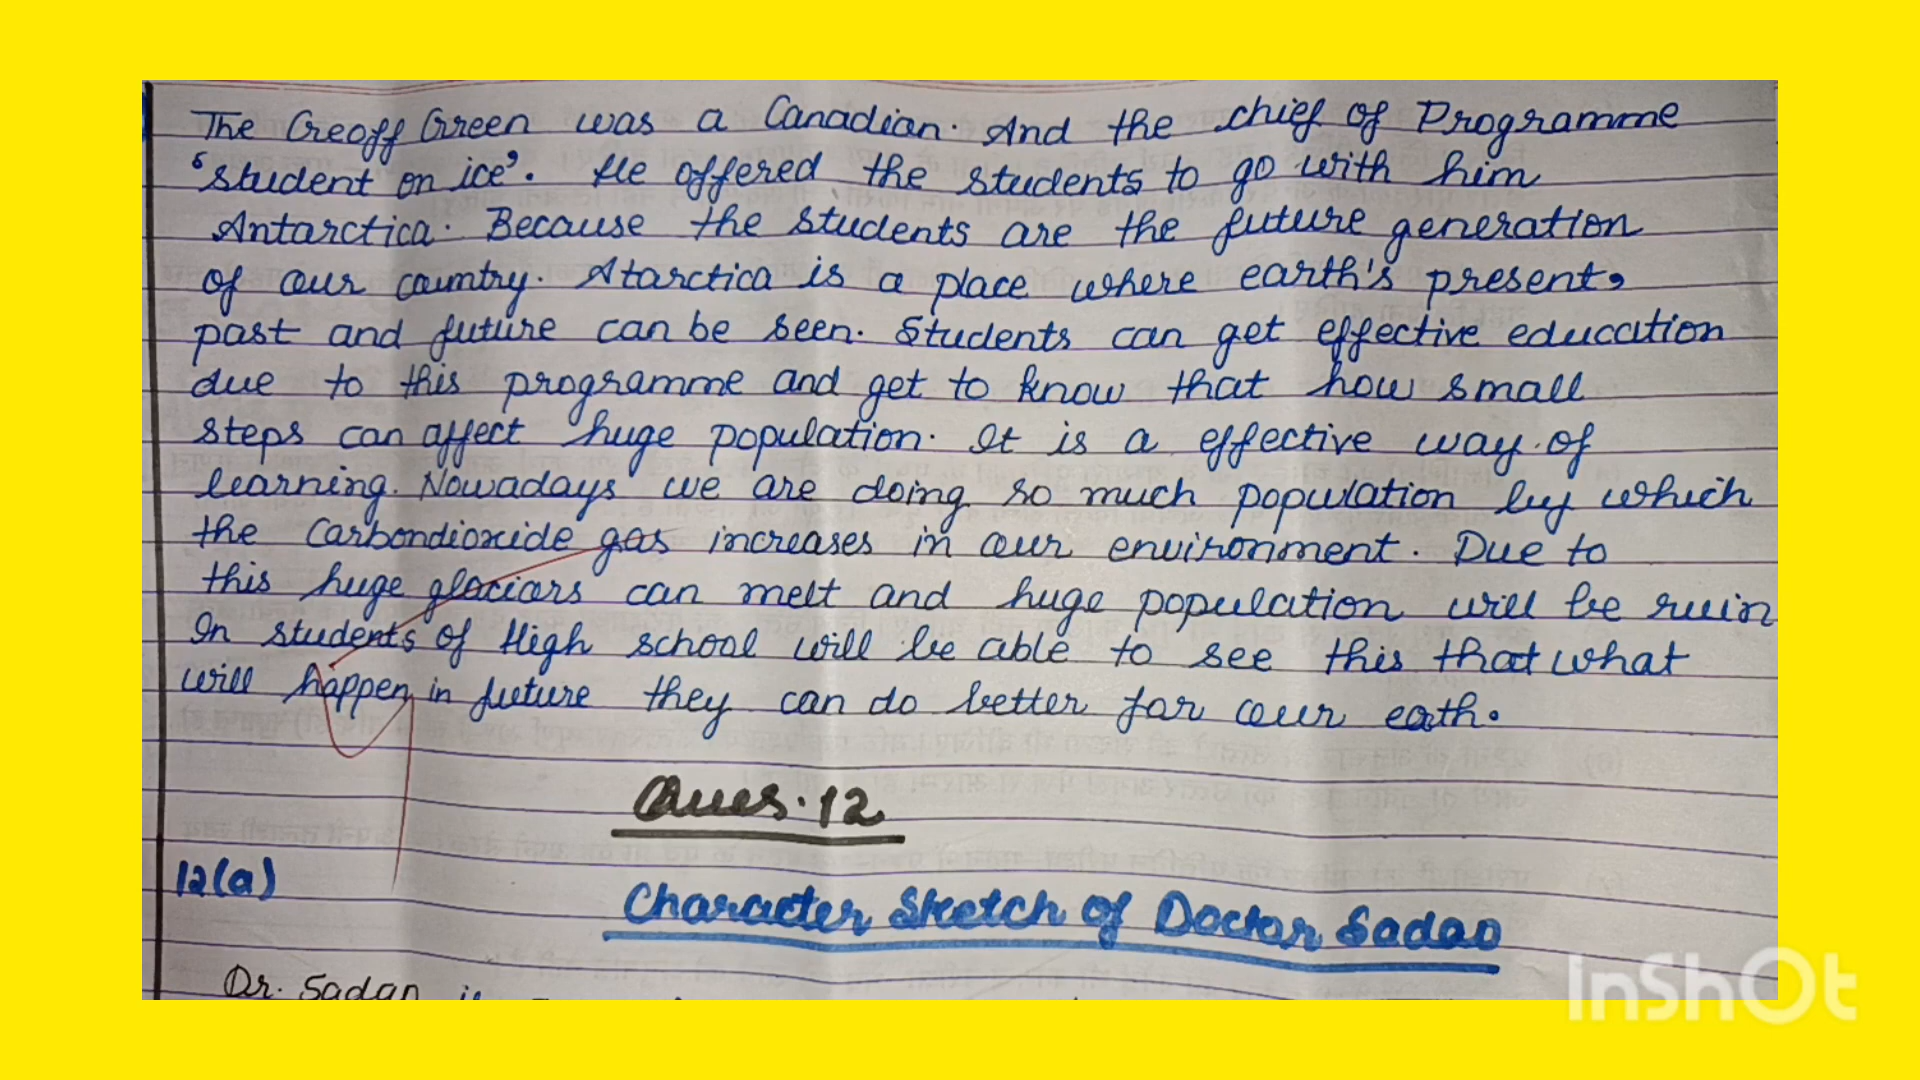 The Greoff Green was a Canadian. And the chief of Programme
'student on ice'. He offered the students to go with him
Antarctica. Because the students are the future generation
of our country. Atarctica is a place where earth's present,
past and future can be seen. Students can get effective education
due to this programme and get to know that how small
steps can affect huge population. It is a effective way of
learning. Nowadays we are doing so much population by which
the Carbondioxide gas increases in our environment. Due to
this huge glaciars can melt and huge population will be ruin
In students of High school will be able to see this that what
will happen in future they can do better for our eath.
Ques. 12
12(a)
Character Sketch of Doctor Sadao
Dr. Sadao
InShOt